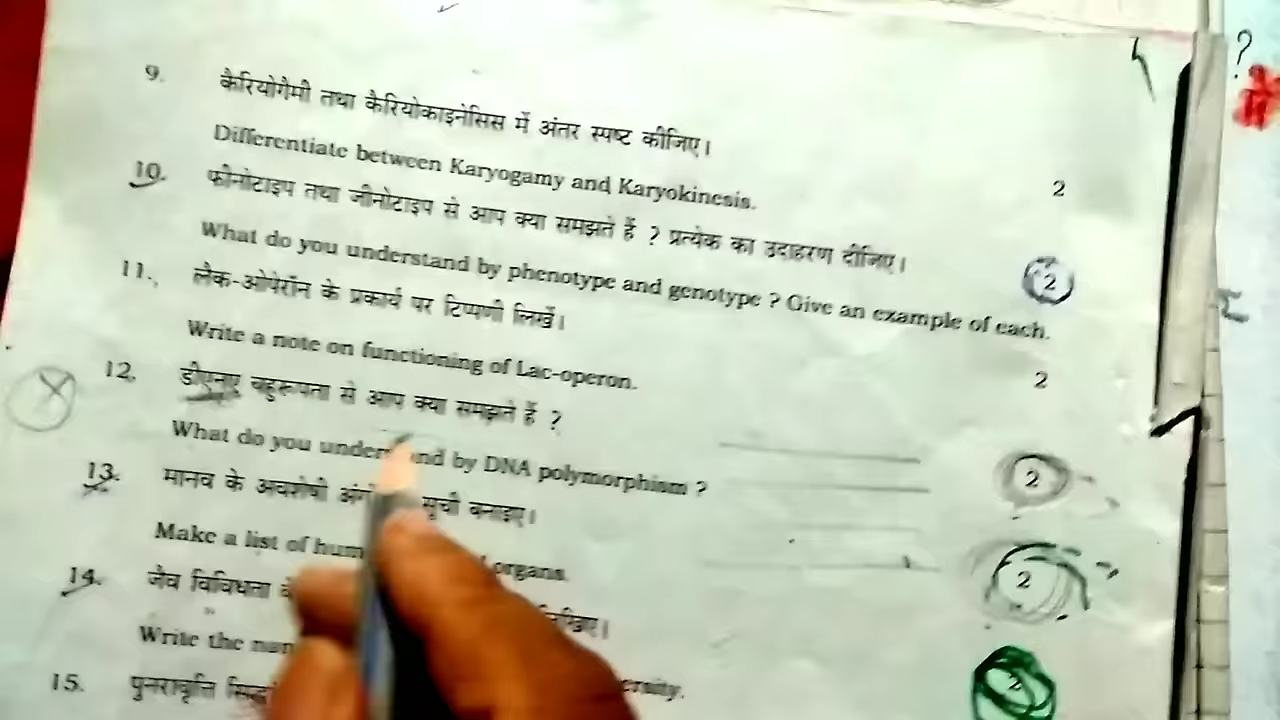 9. कैरियोगैमी तथा कैरियोकाइनेसिस में अंतर स्पष्ट कीजिए।
Differentiate between Karyogamy and Karyokinesis. 2
10. फीनोटाइप तथा जीनोटाइप से आप क्या समझते हैं ? प्रत्येक का उदाहरण दीजिए।
What do you understand by phenotype and genotype ? Give an example of each. 2
11. लैक-ओपेरॉन के प्रकार्य पर टिप्पणी लिखें।
Write a note on functioning of Lac-operon. 2
12. डीएनए बहुरूपता से आप क्या समझते हैं ?
What do you understand by DNA polymorphism ? 2
13. मानव के अवशेषी सूची बनाइए।
Make a list of organs. 2
14. जैव विविधता
Write the
15. पुनरावृत्ति
?